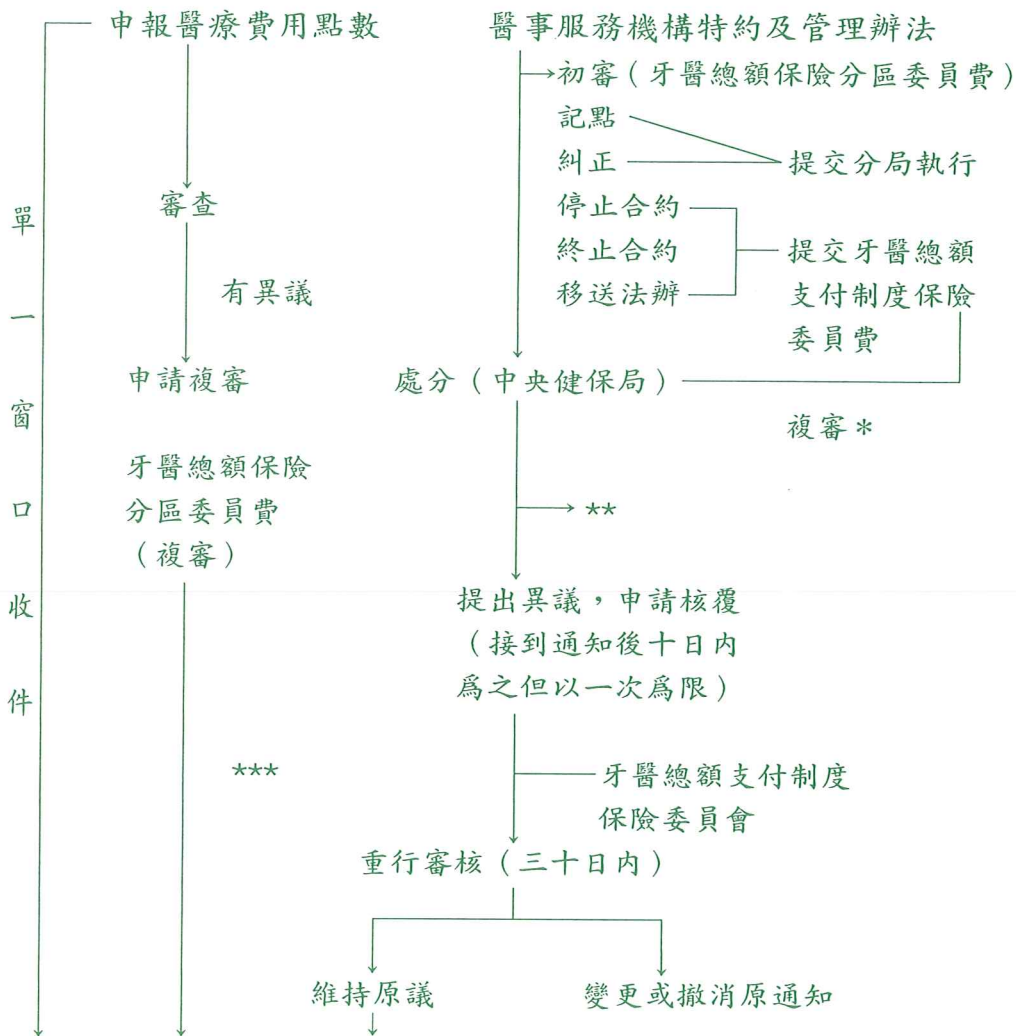 申報醫療費用點數
審查
有異議
申請複審
牙醫總額保險
分區委員費
（複審）
***
單一窗口收件
醫事服務機構特約及管理辦法
初審（牙醫總額保險分區委員費）
記點
糾正
提交分局執行
停止合約
終止合約
移送法辦
提交牙醫總額
支付制度保險
委員費
處分（中央健保局）
複審＊
**
提出異議，申請核覆
（接到通知後十日内
爲之但以一次爲限）
牙醫總額支付制度
保險委員會
重行審核（三十日内）
維持原議
變更或撤消原通知